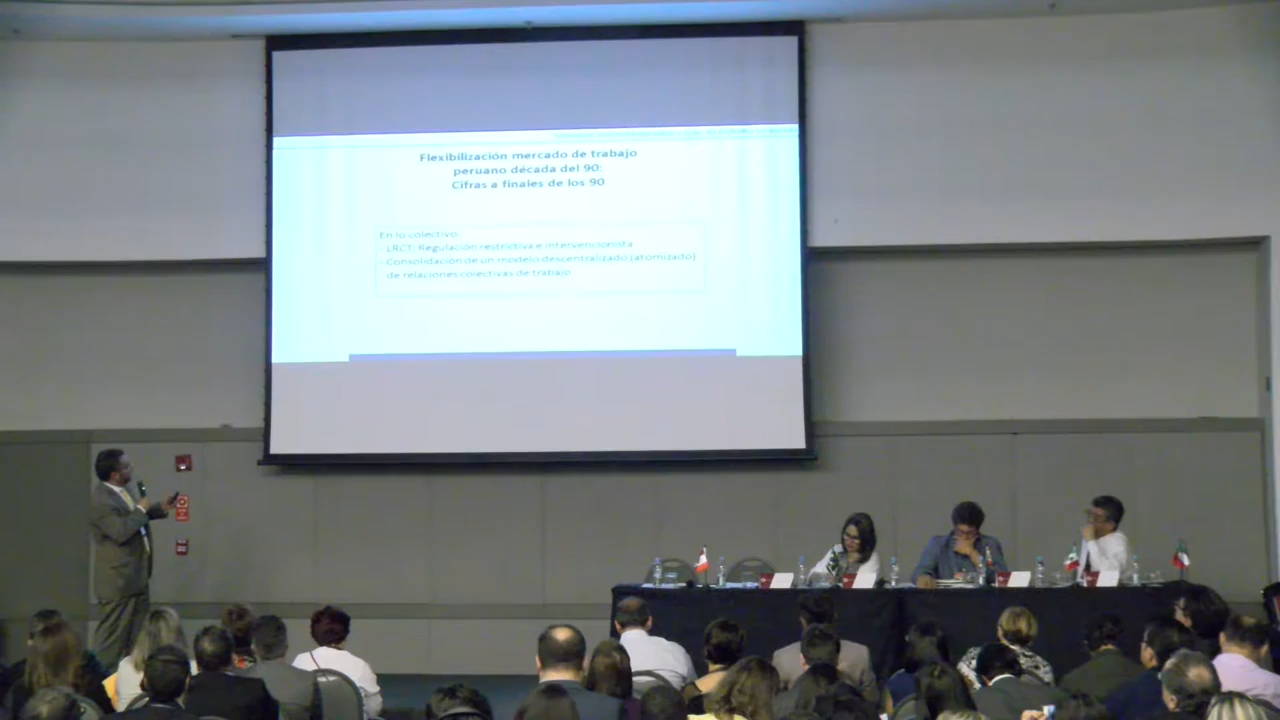 Flexibilización mercado de trabajo
peruano década del 90:
Cifras a finales de los 90
En lo colectivo:
- LRCT: Regulación restrictiva e intervencionista
- Consolidación de un modelo descentralizado (atomizado)
de relaciones colectivas de trabajo